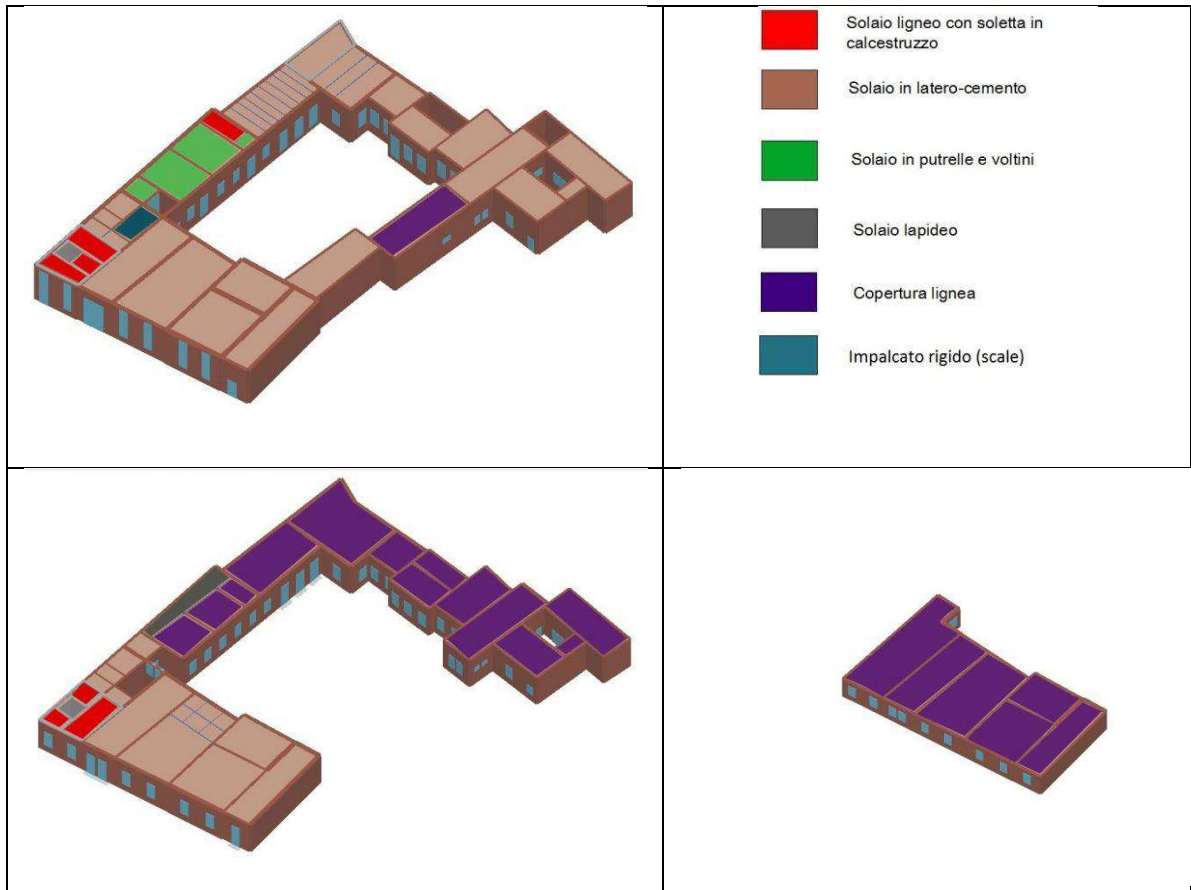 Solaio ligneo con soletta in
calcestruzzo
Solaio in latero-cemento
Solaio in putrelle e voltini
Solaio lapideo
Copertura lignea
Impalcato rigido (scale)